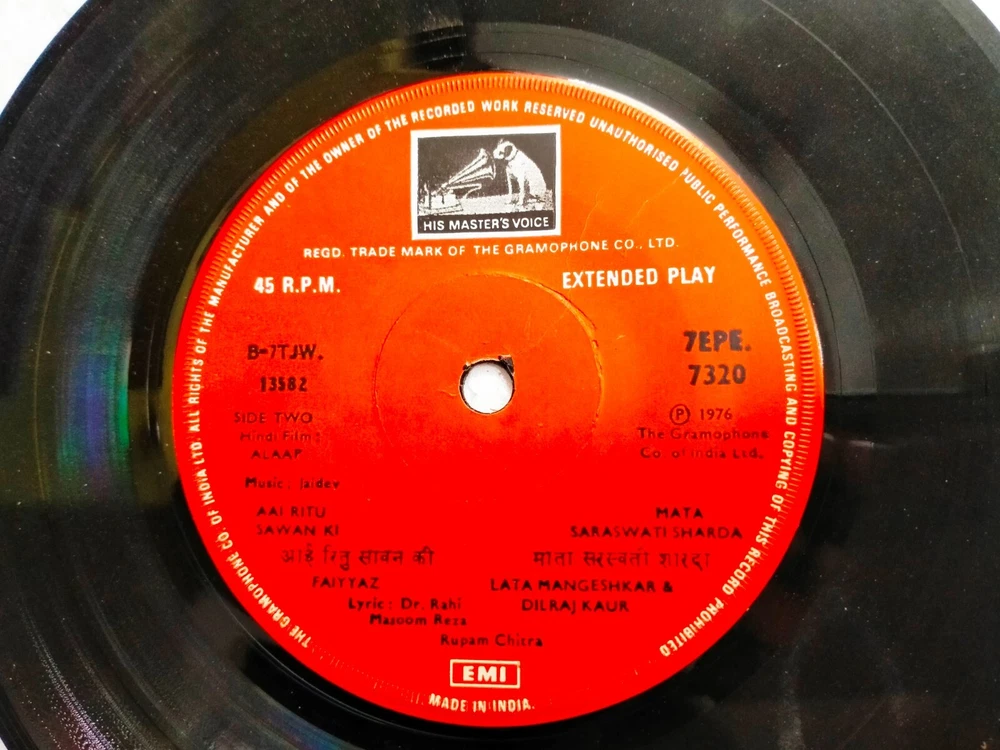 THE GRAMOPHONE CO. OF INDIA LTD. ALL RIGHTS OF THE MANUFACTURER AND OF THE OWNER OF THE RECORDED WORK RESERVED UNAUTHORISED PUBLIC PERFORMANCE BROADCASTING AND COPYING OF THIS RECORD PROHIBITED
HIS MASTER'S VOICE
REGD. TRADE MARK OF THE GRAMOPHONE CO., LTD.
45 R.P.M.
EXTENDED PLAY
B-7TJW.
13582
7EPE.
7320
SIDE TWO
Hindi Film:
ALAAP
Ⓟ 1976
The Gramophone
Co. of India Ltd.,
Music: Jaidev
AAI RITU
SAWAN KI
आई रितु सावन की
FAIYYAZ
MATA
SARASWATI SHARDA
माता सरस्वती शारदा
LATA MANGESHKAR &
DILRAJ KAUR
Lyric: Dr. Rahi
Masoom Reza
Rupam Chitra
EMI
MADE IN INDIA.